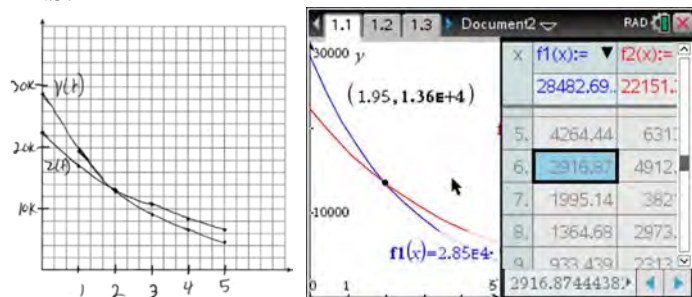 30K
y(t)
20K
z(t)
10K
1 2 3 4 5
1.1 1.2 1.3 Document2 RAD
30000 y
(1.95, 1.36E+4)
10000
f1(x)=2.85E4·
0 1 5
x f1(x):= ▼ f2(x):=
28482.69.. 22151.
5. 4264.44 631
6. 2916.87 4912.
7. 1995.14 382
8. 1364.68 2973.
9. 933.439 2313.
2916.8744438.